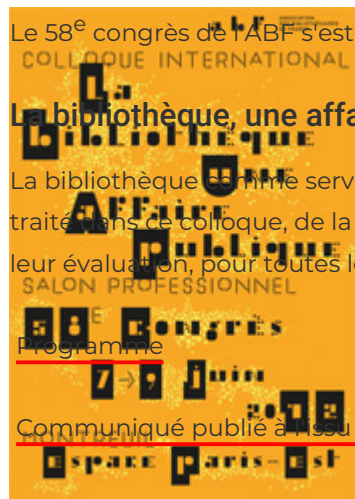 abf
Le 58e congrès de l'ABF s'est
COLLOQUE INTERNATIONAL
La
La bibliothèque, une affa
bibliothèque
Une
La bibliothèque comme serv
Affaire
traité dans ce colloque, de la
Publique
leur évaluation, pour toutes l
SALON PROFESSIONNEL
58E Congrès
Programme
7→9 Juin
2012
Communiqué publié à l'issu
MONTREUIL
Espace Paris-Est